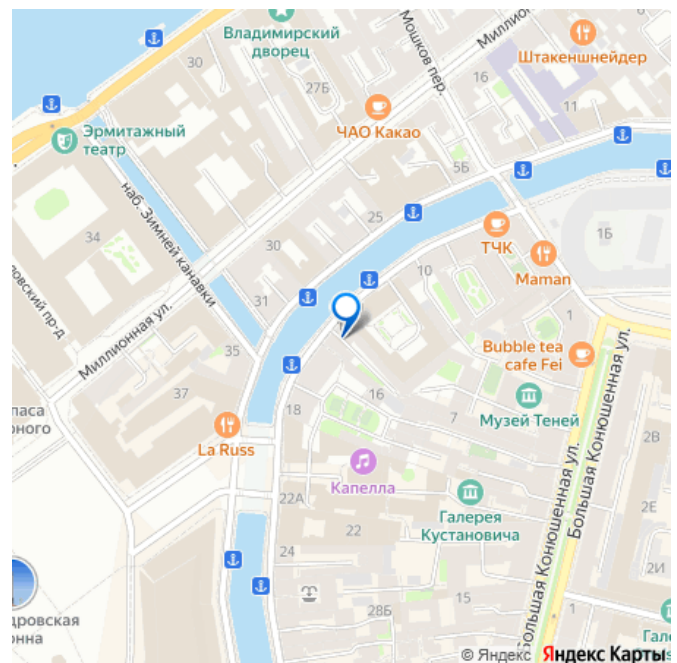 Владимирский
дворец
30
27Б
Мошков пер.
Миллионная
Штакеншнейдер
16
11
ЧАО Какао
Эрмитажный
театр
5Б
наб. Зимней канавки
34
25
30
ТЧК
1Б
10
Maman
31
Миллионная ул.
35
1
Bubble tea
cafe Fei
37
16
18
7
Музей Теней
La Russ
Капелла
22А
22
Галерея
Кустановича
24
2В
2Е
Большая Конюшенная ул.
Большая Конюшенная ул.
28Б
15
1
2И
© Яндекс Яндекс Карты